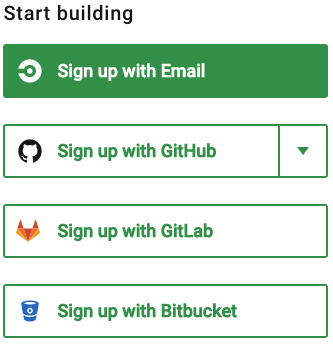 Start building
Sign up with Email
Sign up with GitHub
Sign up with GitLab
Sign up with Bitbucket